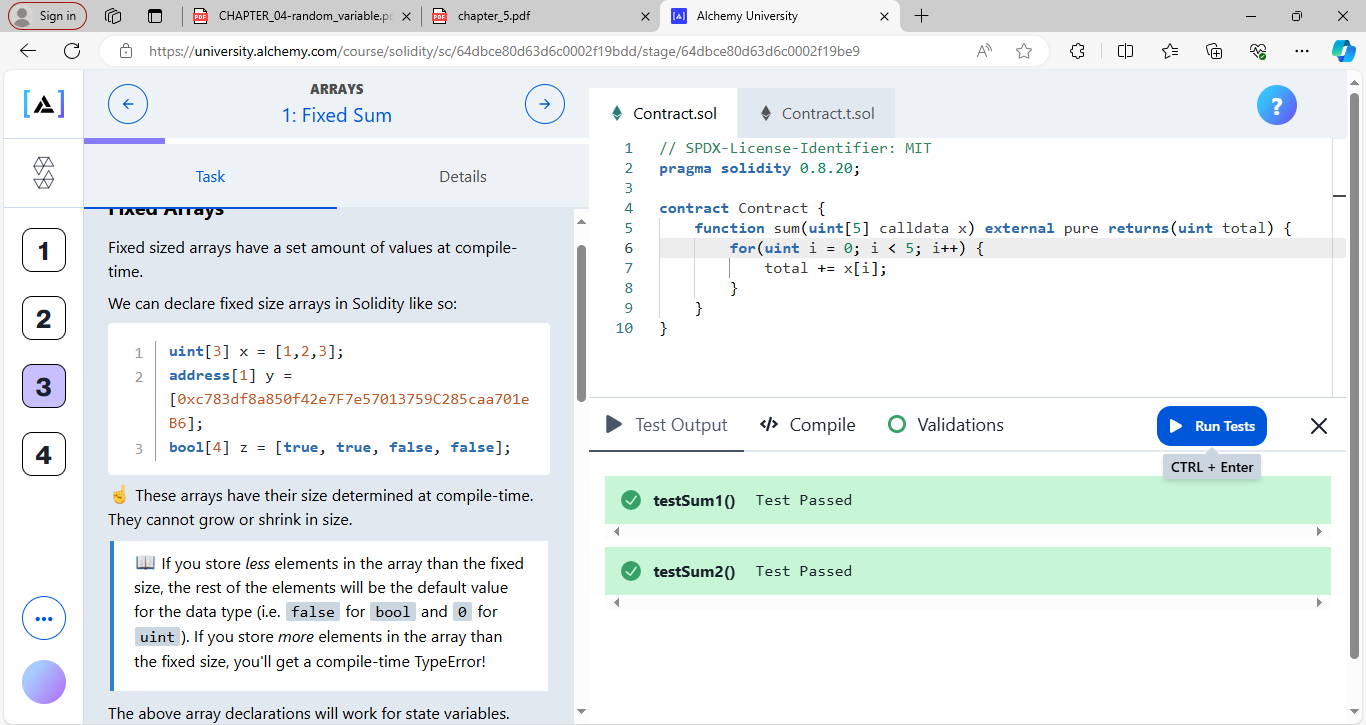 Sign in
CHAPTER_04-random_variable.pc
chapter_5.pdf
Alchemy University
https://university.alchemy.com/course/solidity/sc/64dbce80d63d6c0002f19bdd/stage/64dbce80d63d6c0002f19be9
ARRAYS
1: Fixed Sum
Task
Details
1
2
3
4
Fixed Arrays
Fixed sized arrays have a set amount of values at compile-
time.
We can declare fixed size arrays in Solidity like so:
1 uint[3] x = [1,2,3];
2 address[1] y =
[0xc783df8a850f42e7F7e57013759C285caa701e
B6];
3 bool[4] z = [true, true, false, false];
☝️ These arrays have their size determined at compile-time.
They cannot grow or shrink in size.
📖 If you store less elements in the array than the fixed
size, the rest of the elements will be the default value
for the data type (i.e. false for bool and 0 for
uint ). If you store more elements in the array than
the fixed size, you'll get a compile-time TypeError!
The above array declarations will work for state variables.
Contract.sol
Contract.t.sol
?
1 // SPDX-License-Identifier: MIT
2 pragma solidity 0.8.20;
3
4 contract Contract {
5 function sum(uint[5] calldata x) external pure returns(uint total) {
6 for(uint i = 0; i < 5; i++) {
7 total += x[i];
8 }
9 }
10 }
Test Output
Compile
Validations
Run Tests
CTRL + Enter
testSum1() Test Passed
testSum2() Test Passed